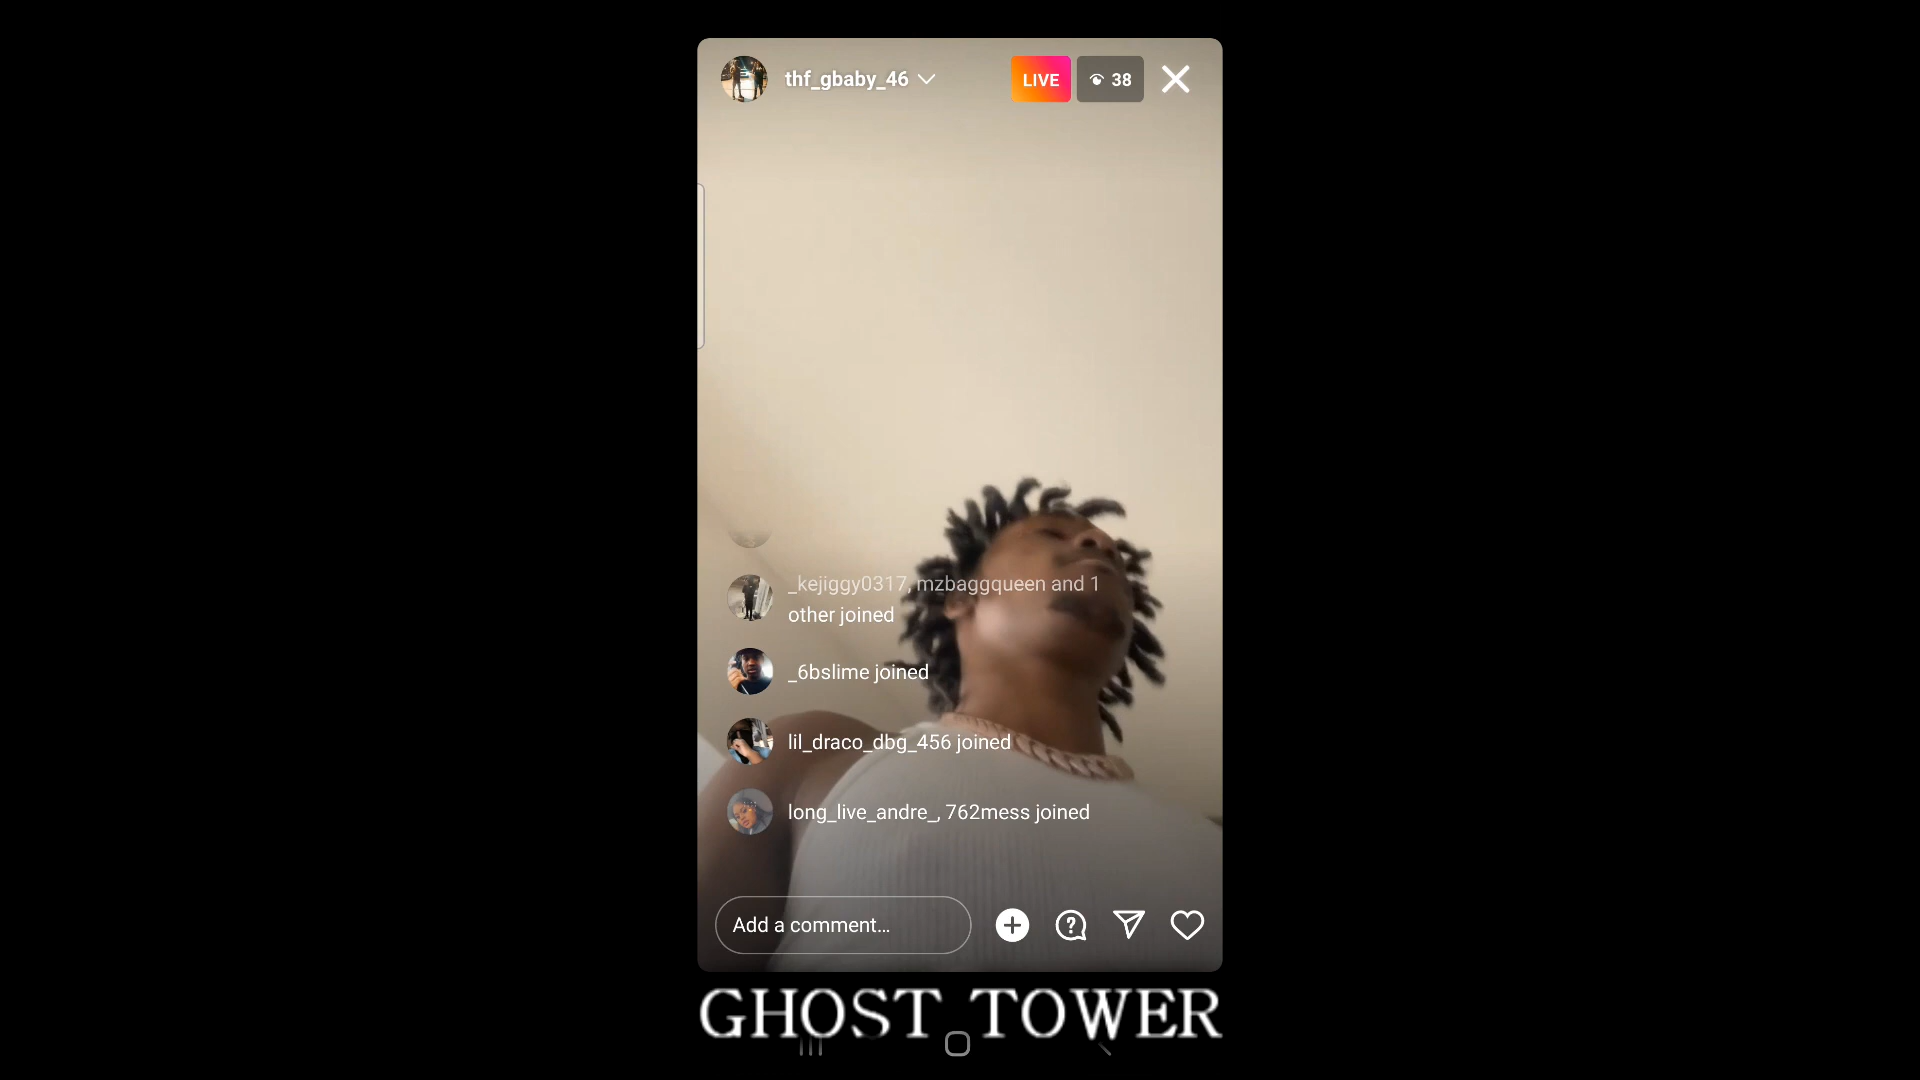 thf_gbaby_46
LIVE
38
_kejiggy0317, mzbaggqueen and 1
other joined
_6bslime joined
lil_draco_dbg_456 joined
long_live_andre_, 762mess joined
Add a comment...
GHOST TOWER